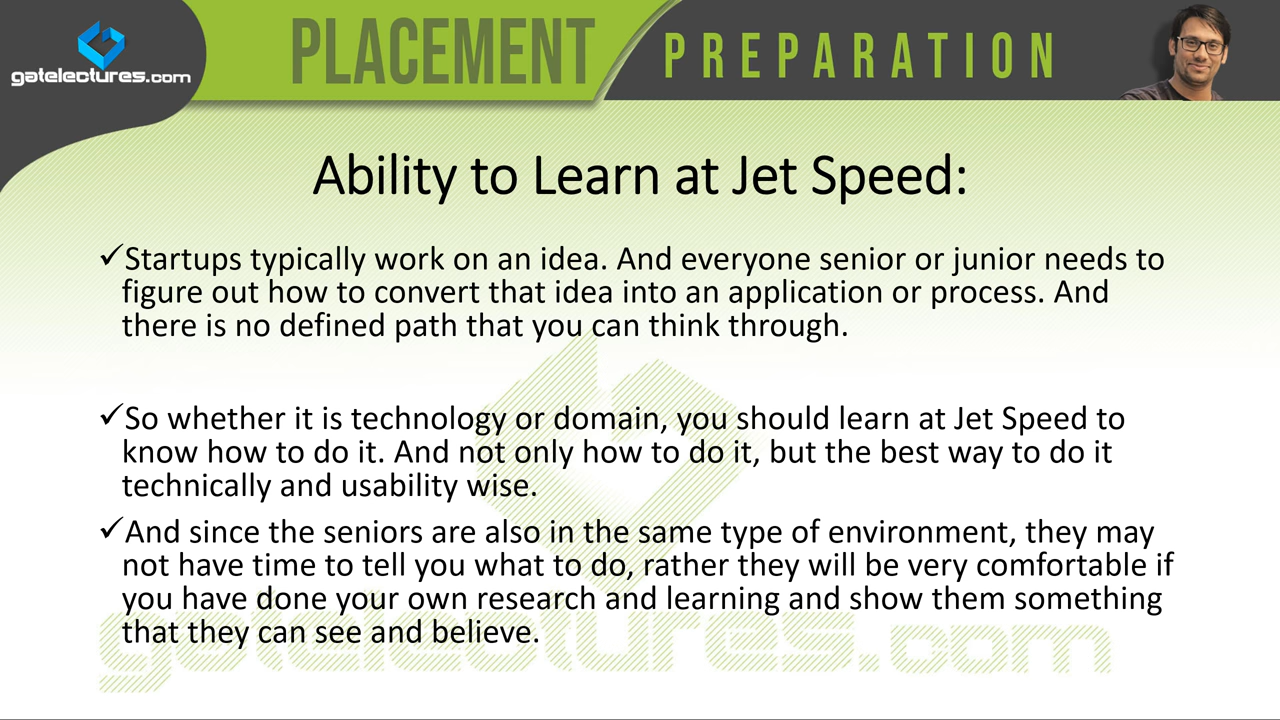 gatelectures.com
PLACEMENT PREPARATION
Ability to Learn at Jet Speed:
✓Startups typically work on an idea. And everyone senior or junior needs to
figure out how to convert that idea into an application or process. And
there is no defined path that you can think through.
✓So whether it is technology or domain, you should learn at Jet Speed to
know how to do it. And not only how to do it, but the best way to do it
technically and usability wise.
✓And since the seniors are also in the same type of environment, they may
not have time to tell you what to do, rather they will be very comfortable if
you have done your own research and learning and show them something
that they can see and believe.
gatelectures.com